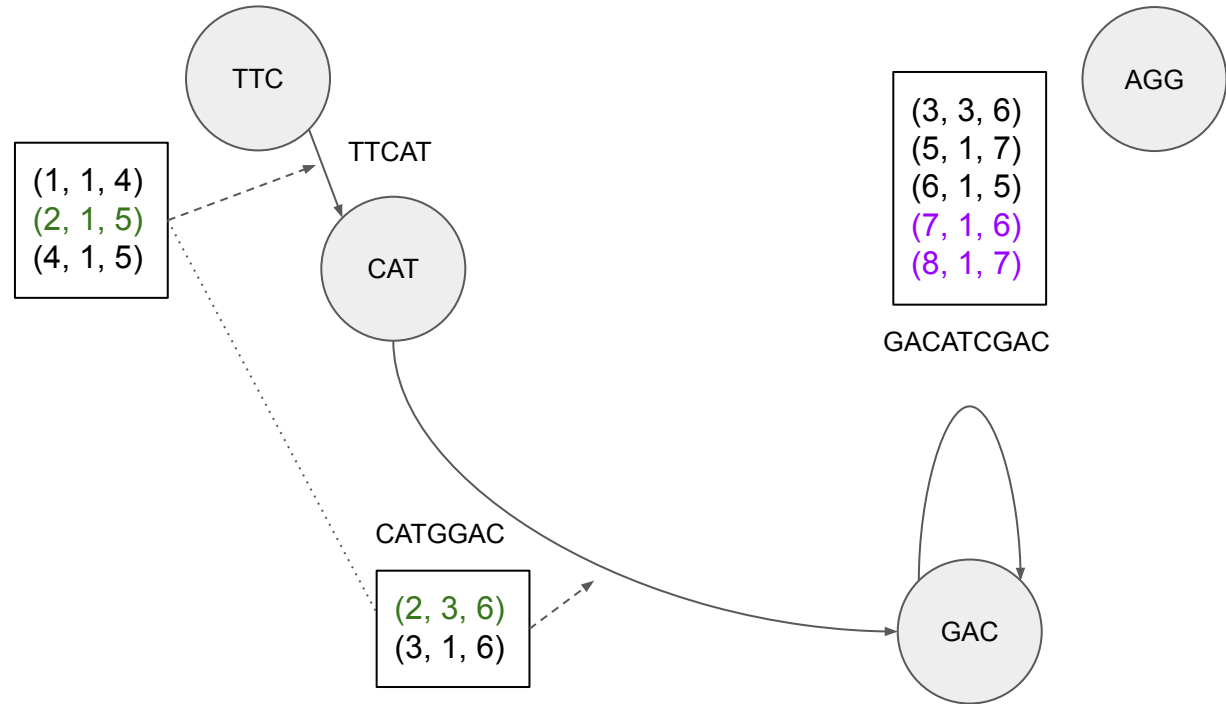 TTC
AGG
TTCAT
(1, 1, 4)
(2, 1, 5)
(4, 1, 5)
CAT
(3, 3, 6)
(5, 1, 7)
(6, 1, 5)
(7, 1, 6)
(8, 1, 7)
GACATCGAC
CATGGAC
(2, 3, 6)
(3, 1, 6)
GAC